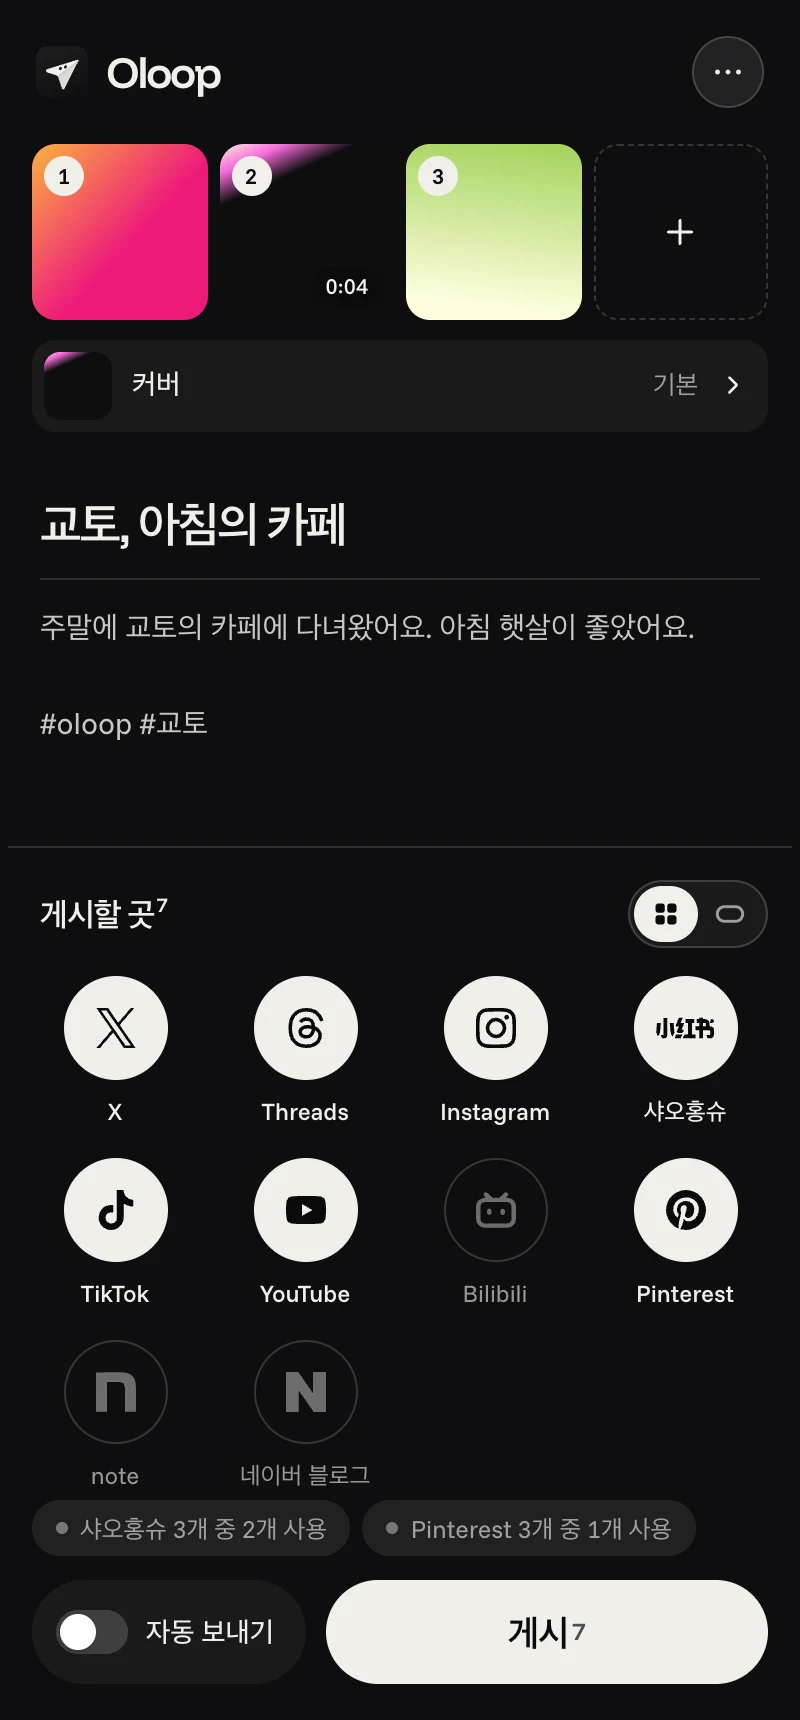 Oloop
1
2
0:04
3
커버
기본
교토, 아침의 카페
주말에 교토의 카페에 다녀왔어요. 아침 햇살이 좋았어요.
#oloop #교토
게시할 곳7
小红书
X
Threads
Instagram
샤오홍슈
TikTok
YouTube
Bilibili
Pinterest
note
네이버 블로그
샤오홍슈 3개 중 2개 사용
Pinterest 3개 중 1개 사용
자동 보내기
게시7